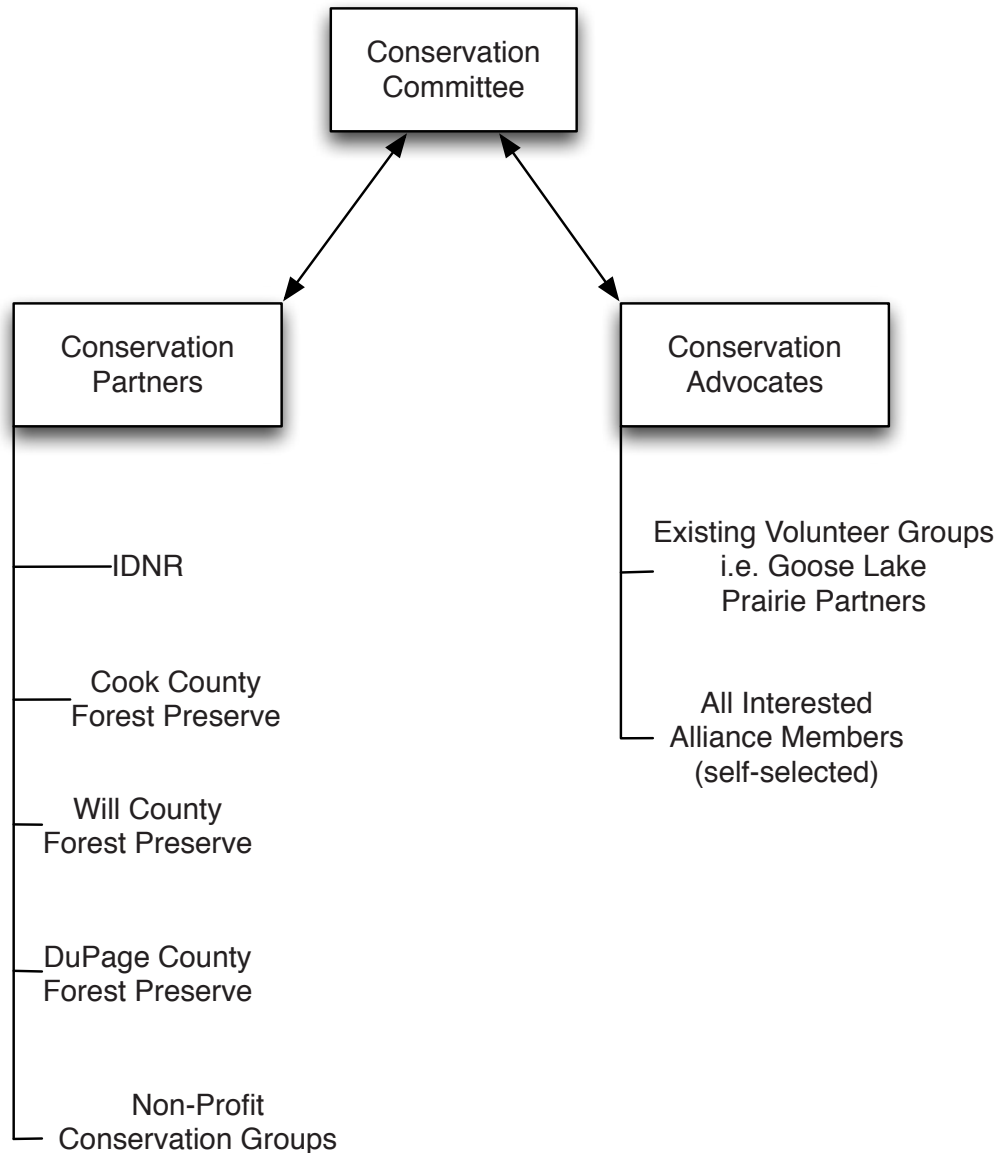 Conservation
Committee
Conservation
Partners
IDNR
Cook County
Forest Preserve
Will County
Forest Preserve
DuPage County
Forest Preserve
Non-Profit
Conservation Groups
Conservation
Advocates
Existing Volunteer Groups
i.e. Goose Lake
Prairie Partners
All Interested
Alliance Members
(self-selected)